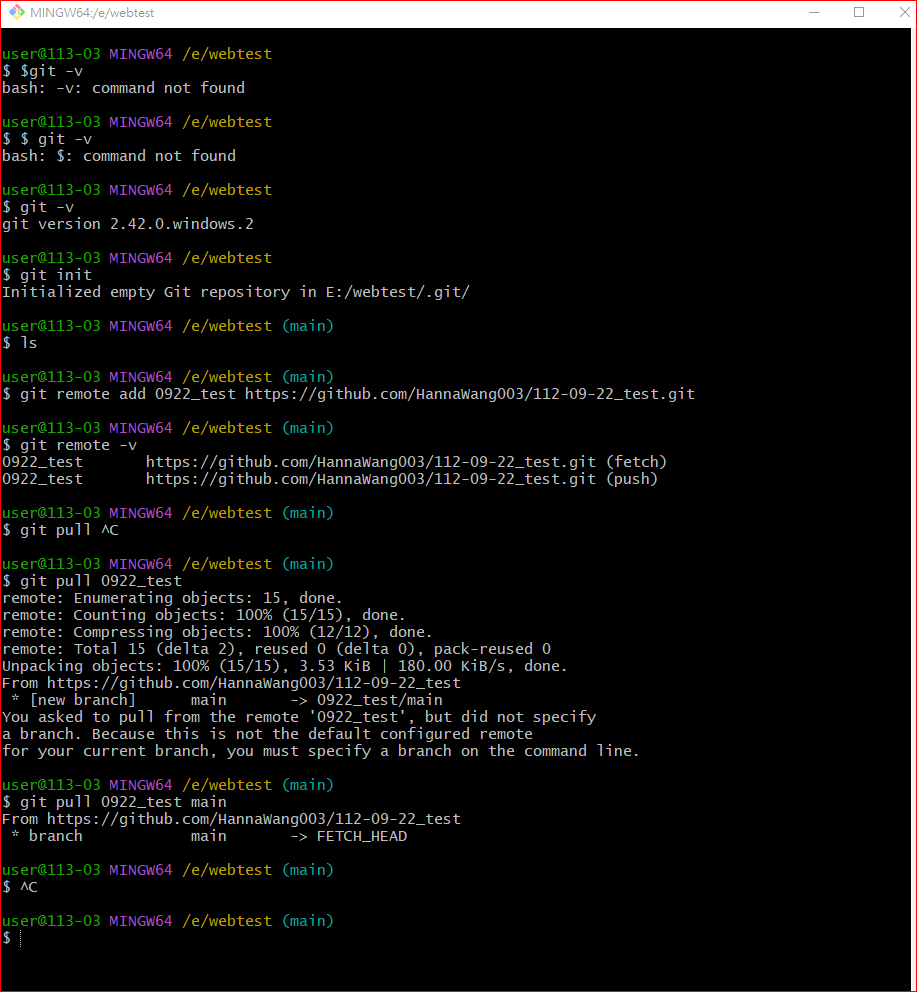 MINGW64:/e/webtest
user@113-03 MINGW64 /e/webtest
$ $git -v
bash: -v: command not found
user@113-03 MINGW64 /e/webtest
$ $ git -v
bash: $: command not found
user@113-03 MINGW64 /e/webtest
$ git -v
git version 2.42.0.windows.2
user@113-03 MINGW64 /e/webtest
$ git init
Initialized empty Git repository in E:/webtest/.git/
user@113-03 MINGW64 /e/webtest (main)
$ ls
user@113-03 MINGW64 /e/webtest (main)
$ git remote add 0922_test https://github.com/HannaWang003/112-09-22_test.git
user@113-03 MINGW64 /e/webtest (main)
$ git remote -v
0922_test       https://github.com/HannaWang003/112-09-22_test.git (fetch)
0922_test       https://github.com/HannaWang003/112-09-22_test.git (push)
user@113-03 MINGW64 /e/webtest (main)
$ git pull ^C
user@113-03 MINGW64 /e/webtest (main)
$ git pull 0922_test
remote: Enumerating objects: 15, done.
remote: Counting objects: 100% (15/15), done.
remote: Compressing objects: 100% (12/12), done.
remote: Total 15 (delta 2), reused 0 (delta 0), pack-reused 0
Unpacking objects: 100% (15/15), 3.53 KiB | 180.00 KiB/s, done.
From https://github.com/HannaWang003/112-09-22_test
 * [new branch]      main       -> 0922_test/main
You asked to pull from the remote '0922_test', but did not specify
a branch. Because this is not the default configured remote
for your current branch, you must specify a branch on the command line.
user@113-03 MINGW64 /e/webtest (main)
$ git pull 0922_test main
From https://github.com/HannaWang003/112-09-22_test
 * branch            main       -> FETCH_HEAD
user@113-03 MINGW64 /e/webtest (main)
$ ^C
user@113-03 MINGW64 /e/webtest (main)
$